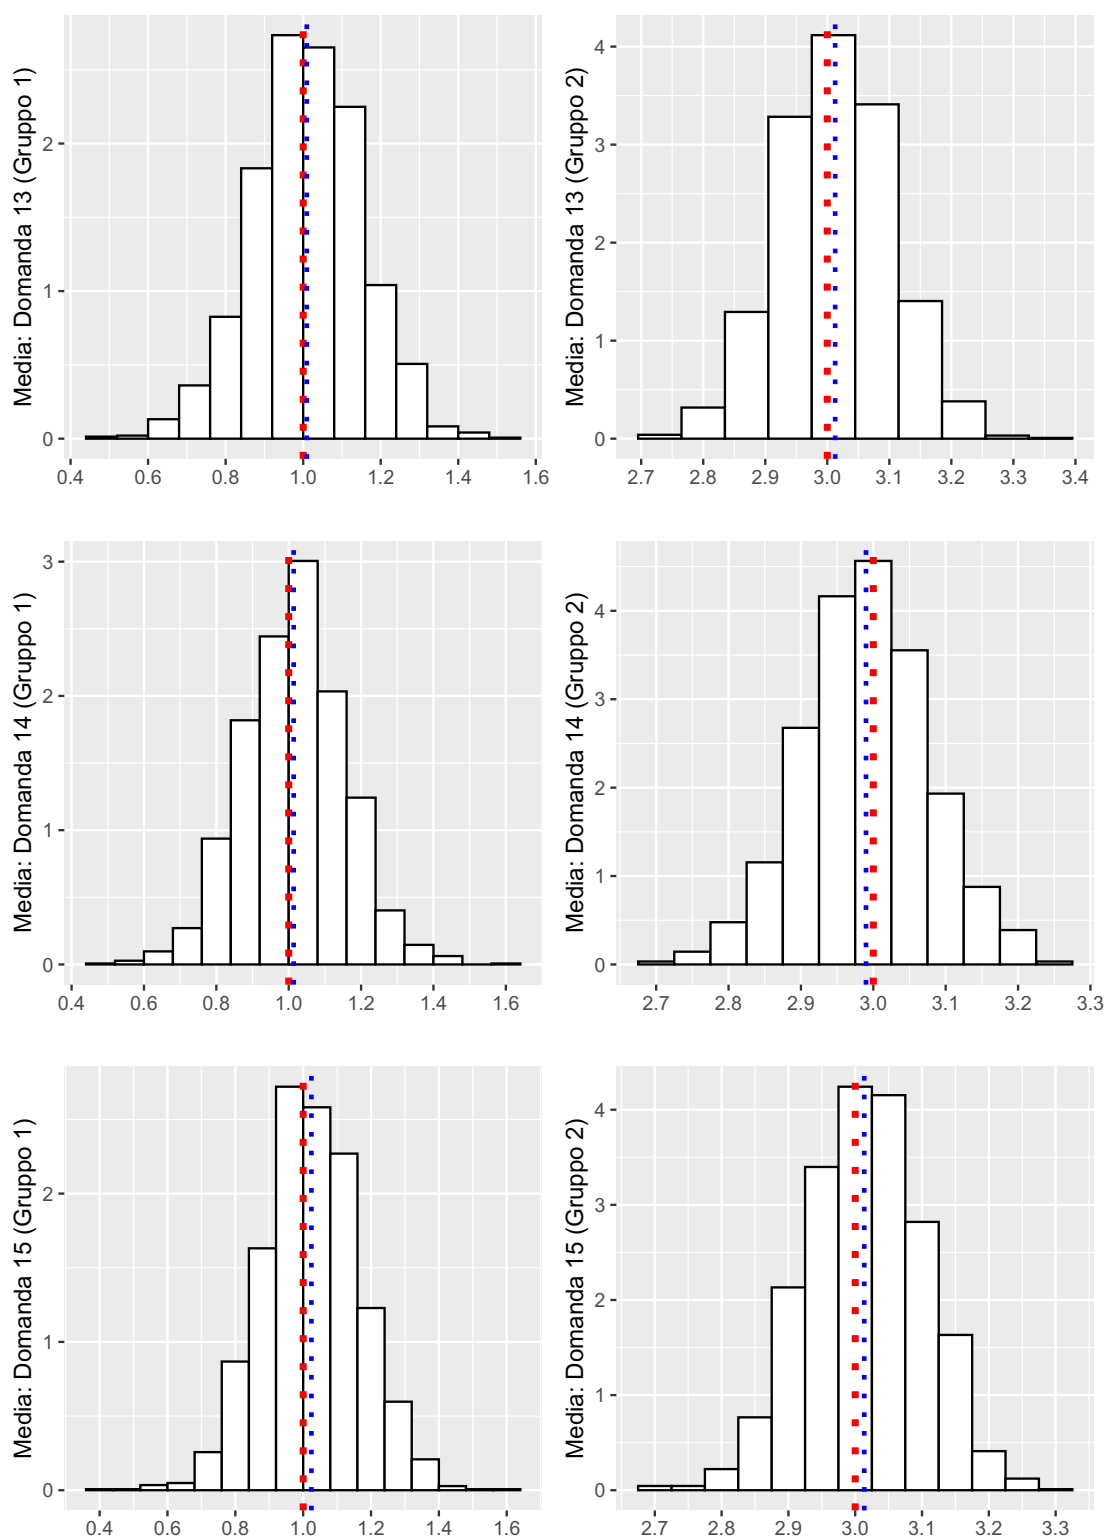 Media: Domanda 13 (Gruppo 1)
2
1
0
0.4 0.6 0.8 1.0 1.2 1.4 1.6
Media: Domanda 13 (Gruppo 2)
4
3
2
1
0
2.7 2.8 2.9 3.0 3.1 3.2 3.3 3.4
Media: Domanda 14 (Gruppo 1)
3
2
1
0
0.4 0.6 0.8 1.0 1.2 1.4 1.6
Media: Domanda 14 (Gruppo 2)
4
3
2
1
0
2.7 2.8 2.9 3.0 3.1 3.2 3.3
Media: Domanda 15 (Gruppo 1)
2
1
0
0.4 0.6 0.8 1.0 1.2 1.4 1.6
Media: Domanda 15 (Gruppo 2)
4
3
2
1
0
2.7 2.8 2.9 3.0 3.1 3.2 3.3